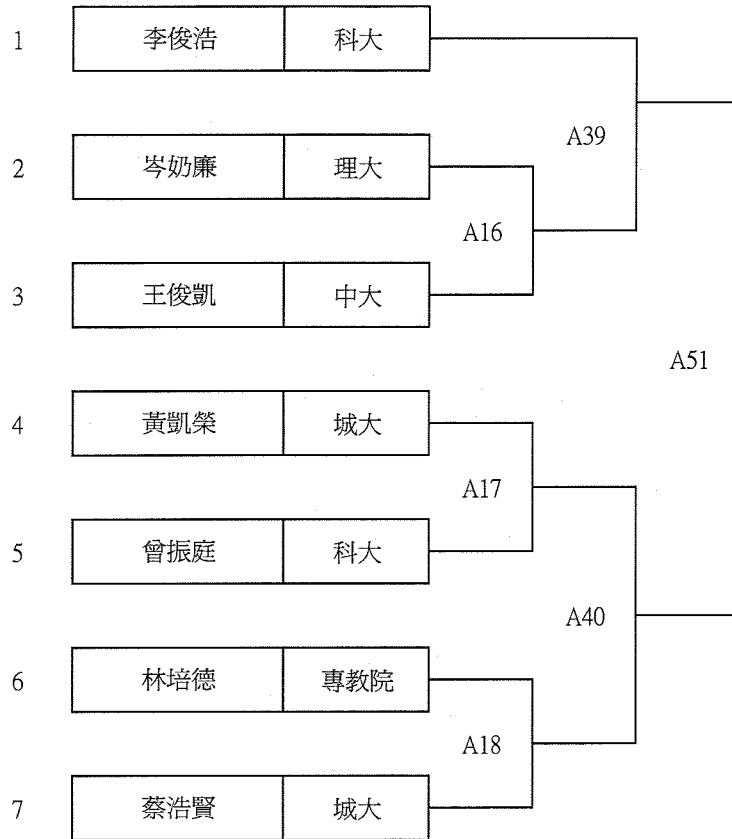 1 李俊浩 科大
A39
2 岑奶廉 理大
A16
3 王俊凱 中大
A51
4 黃凱榮 城大
A17
5 曾振庭 科大
A40
6 林培德 專教院
A18
7 蔡浩賢 城大